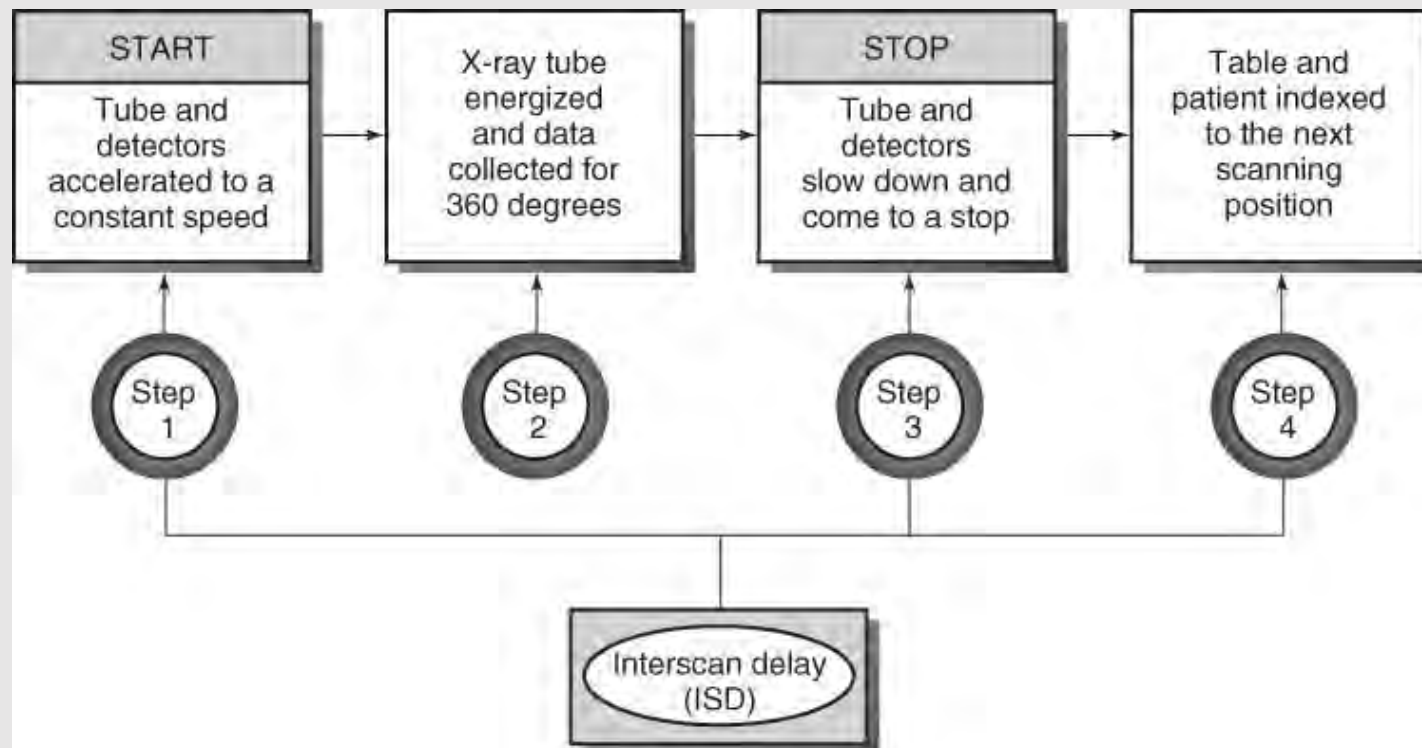 START
Tube and
detectors
accelerated to a
constant speed
X-ray tube
energized
and data
collected for
360 degrees
STOP
Tube and
detectors
slow down and
come to a stop
Table and
patient indexed
to the next
scanning
position
Step
1
Step
2
Step
3
Step
4
Interscan delay
(ISD)